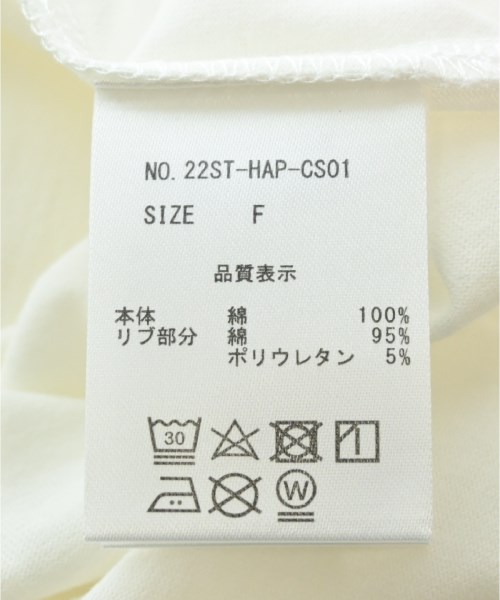 NO. 22ST-HAP-CS01
SIZE F
品質表示
本体 綿 100%
リブ部分 綿 95%
ポリウレタン 5%
30
W